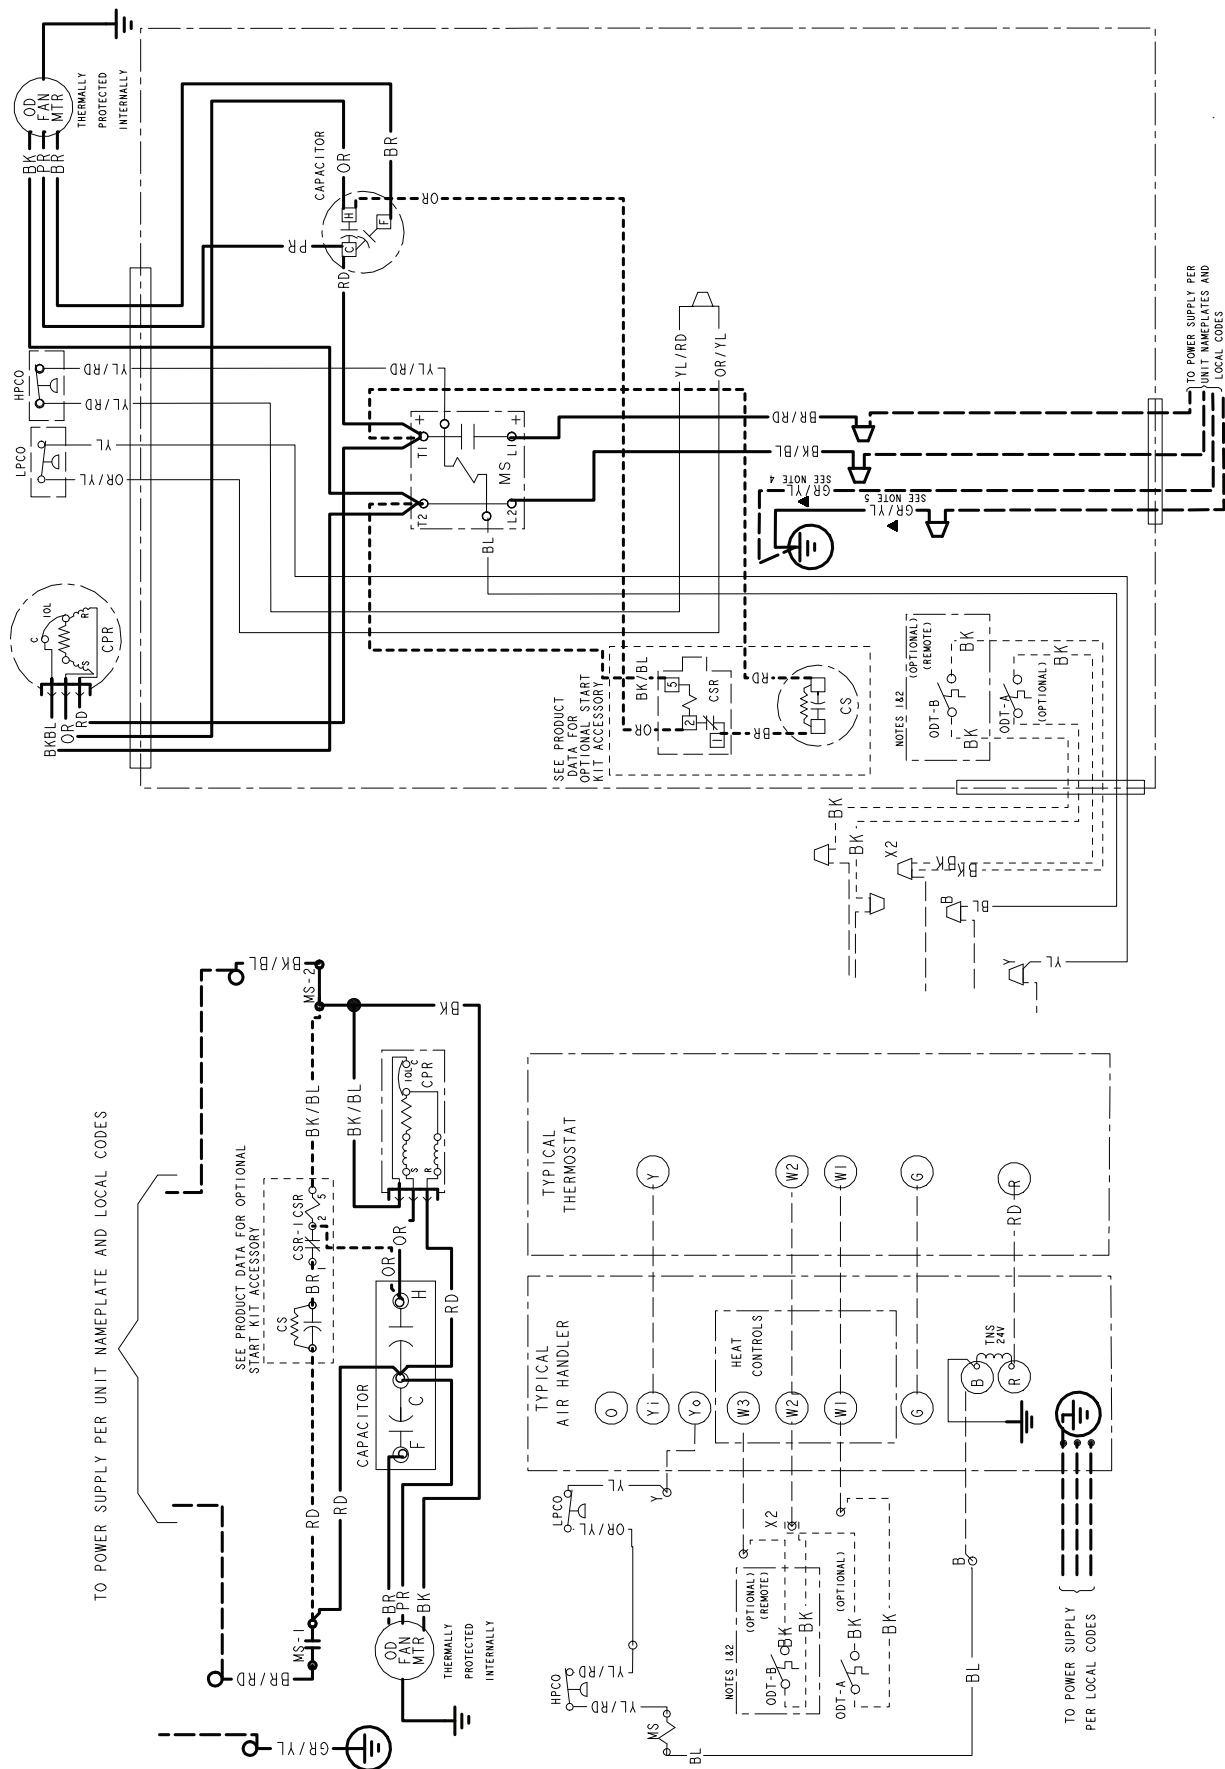 OD
FAN
MTR
THERMALLY
PROTECTED
INTERNALLY
BK
PR
BR
CAPACITOR
OR
BR
H
F
C
OR
PR
RD
HPCO
YL/RD
YL/RD
YL/RD
LPCO
YL
OR/YL
YL/RD
OR/YL
T1
L1
MS
T2
L2
BL
BR/RD
BK/BL
GR/YL
SEE NOTE 4
GR/YL
SEE NOTE 5
TO POWER SUPPLY PER
UNIT NAMEPLATES AND
LOCAL CODES
C
IOL
R
S
CPR
BKBL
OR
RD
SEE PRODUCT
DATA FOR
OPTIONAL START
KIT ACCESSORY
BK/BL
OR
5
2
1
CSR
RD
BR
CS
NOTES 1&2
(OPTIONAL)
(REMOTE)
ODT-B
BK
BK
ODT-A
(OPTIONAL)
BK
BK
BK
X2
BK
BK
B
BL
Y
YL
TO POWER SUPPLY PER UNIT NAMEPLATE AND LOCAL CODES
BK/BL
MS-2
BK
BK/BL
BK/BL
SEE PRODUCT DATA FOR OPTIONAL
START KIT ACCESSORY
CSR-1
CSR
5
2
1
BR
CS
RD
RD
OR
OR
RD
CPR
IOL
C
S
R
CAPACITOR
H
C
F
BR
PR
BK
OD
FAN
MTR
THERMALLY
PROTECTED
INTERNALLY
MS-1
BR/RD
GR/YL
TYPICAL
THERMOSTAT
Y
W2
W1
G
R
RD
TYPICAL
AIR HANDLER
HEAT
CONTROLS
TNS
24V
O
Yi
Yo
W3
W2
W1
G
B
R
LPCO
YL
Y
OR/YL
X2
B
HPCO
YL/RD
YL/RD
MS
BL
BL
NOTES 1&2
(OPTIONAL)
(REMOTE)
ODT-B
BK
BK
ODT-A
(OPTIONAL)
BK
BK
TO POWER SUPPLY
PER LOCAL CODES